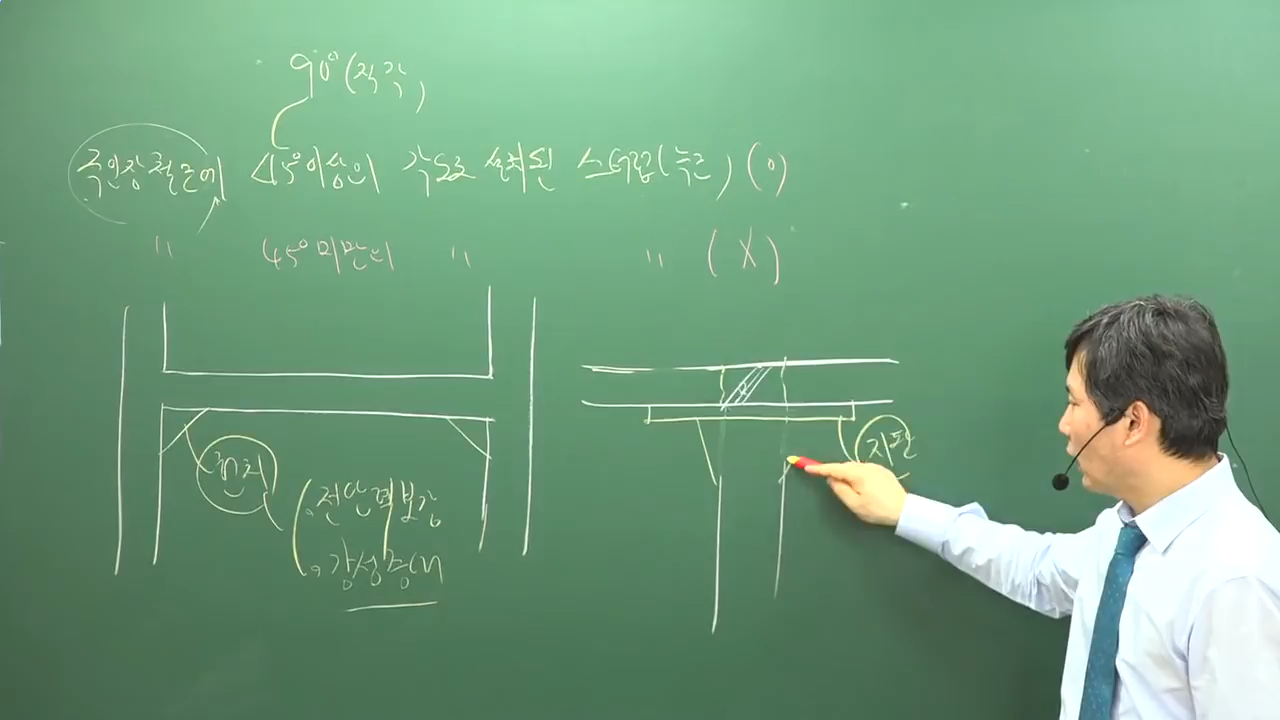 90°(직각)
주인장철근에 45°이상의 각도로 설치된 스터럽(늑근) (O)
" 45°미만의 " " (X)
헌치
·전단력보강
·강성증대
지판